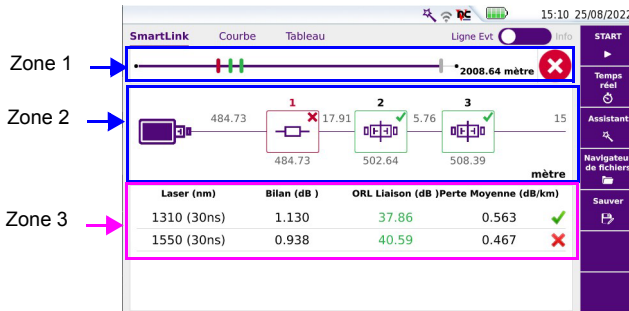 15:10 25/08/2022
SmartLink Courbe Tableau Ligne Evt Info START
Zone 1
2008.64 mètre
Temps réel
Zone 2
1 2 3
484.73 17.91 5.76 15
484.73 502.64 508.39
mètre
Assistant
Navigateur de fichiers
Zone 3
Laser (nm) Bilan (dB ) ORL Liaison (dB ) Perte Moyenne (dB/km)
1310 (30ns) 1.130 37.86 0.563
1550 (30ns) 0.938 40.59 0.467
Sauver